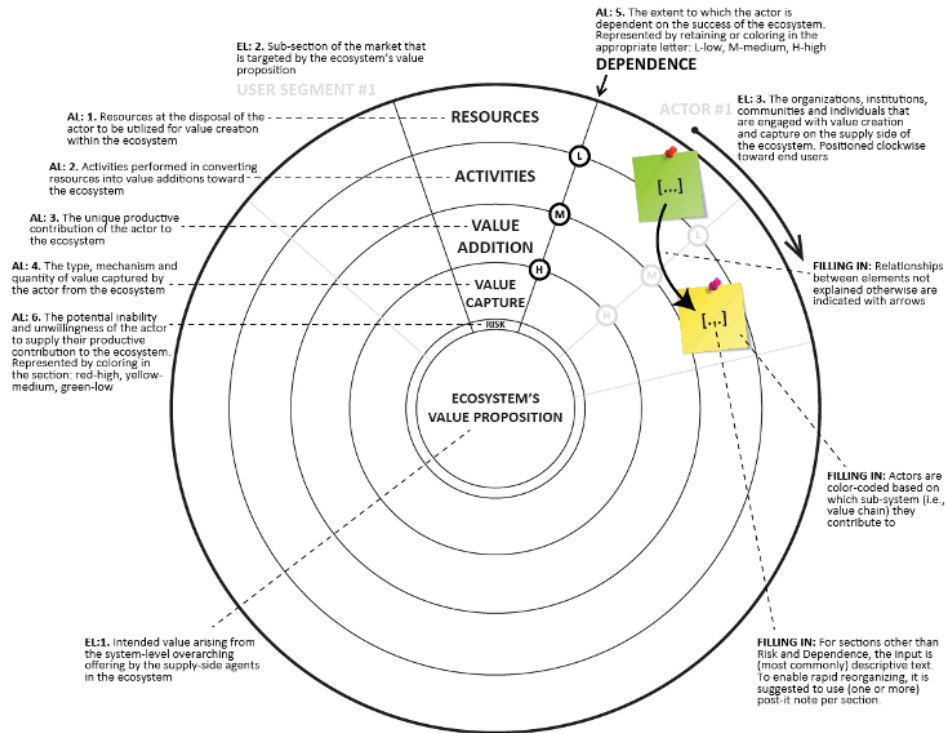 AL: 5. The extent to which the actor is
dependent on the success of the ecosystem.
Represented by retaining or coloring in the
appropriate letter: L-low, M-medium, H-high
DEPENDENCE
EL: 2. Sub-section of the market that
is targeted by the ecosystem's value
proposition
USER SEGMENT #1
ACTOR #1
EL: 3. The organizations, institutions,
communities and individuals that
are engaged with value creation
and capture on the supply side of
the ecosystem. Positioned clockwise
toward end users
AL: 1. Resources at the disposal of the
actor to be utilized for value creation
within the ecosystem
RESOURCES
AL: 2. Activities performed in converting
resources into value additions toward
the ecosystem
ACTIVITIES
L
[...]
AL: 3. The unique productive
contribution of the actor to
the ecosystem
VALUE
ADDITION
M
L
AL: 4. The type, mechanism and
quantity of value captured by
the actor from the ecosystem
VALUE
CAPTURE
H
M
FILLING IN: Relationships
between elements not
explained otherwise are
indicated with arrows
AL: 6. The potential inability
and unwillingness of the actor
to supply their productive
contribution to the ecosystem.
Represented by coloring in
the section: red-high, yellow-
medium, green-low
RISK
H
[...]
ECOSYSTEM'S
VALUE PROPOSITION
FILLING IN: Actors are
color-coded based on
which sub-system (i.e.,
value chain) they
contribute to
EL:1. Intended value arising from
the system-level overarching
offering by the supply-side agents
in the ecosystem
FILLING IN: For sections other than
Risk and Dependence, the input is
(most commonly) descriptive text.
To enable rapid reorganizing, it is
suggested to use (one or more)
post-it note per section.